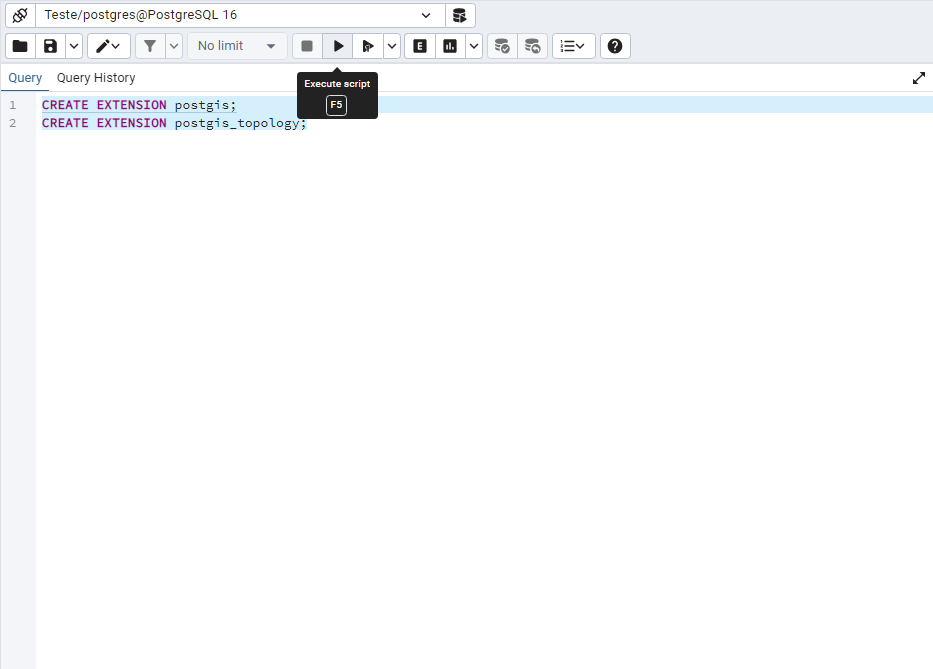 Teste/postgres@PostgreSQL 16
No limit
E
Query Query History
Execute script
F5
1 CREATE EXTENSION postgis;
2 CREATE EXTENSION postgis_topology;